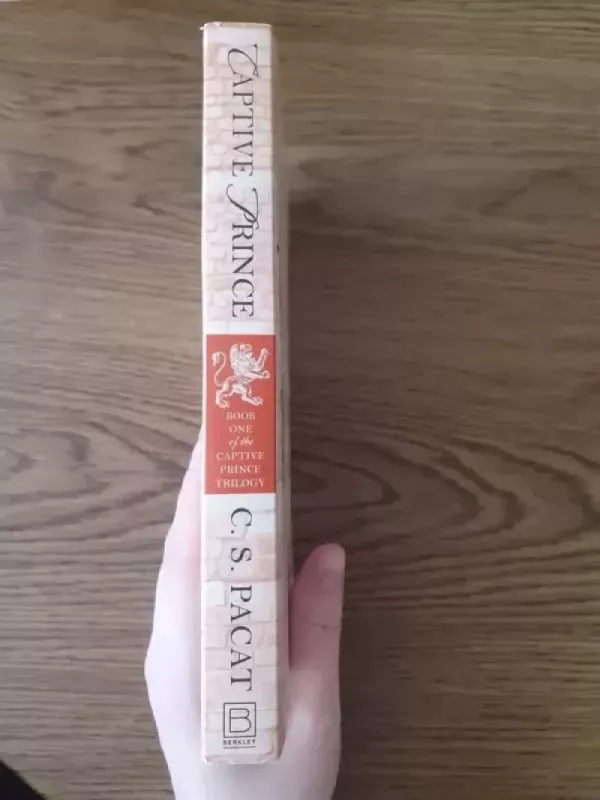 CAPTIVE PRINCE
BOOK
ONE
of the
CAPTIVE
PRINCE
TRILOGY
C. S. PACAT
B
BERKLEY